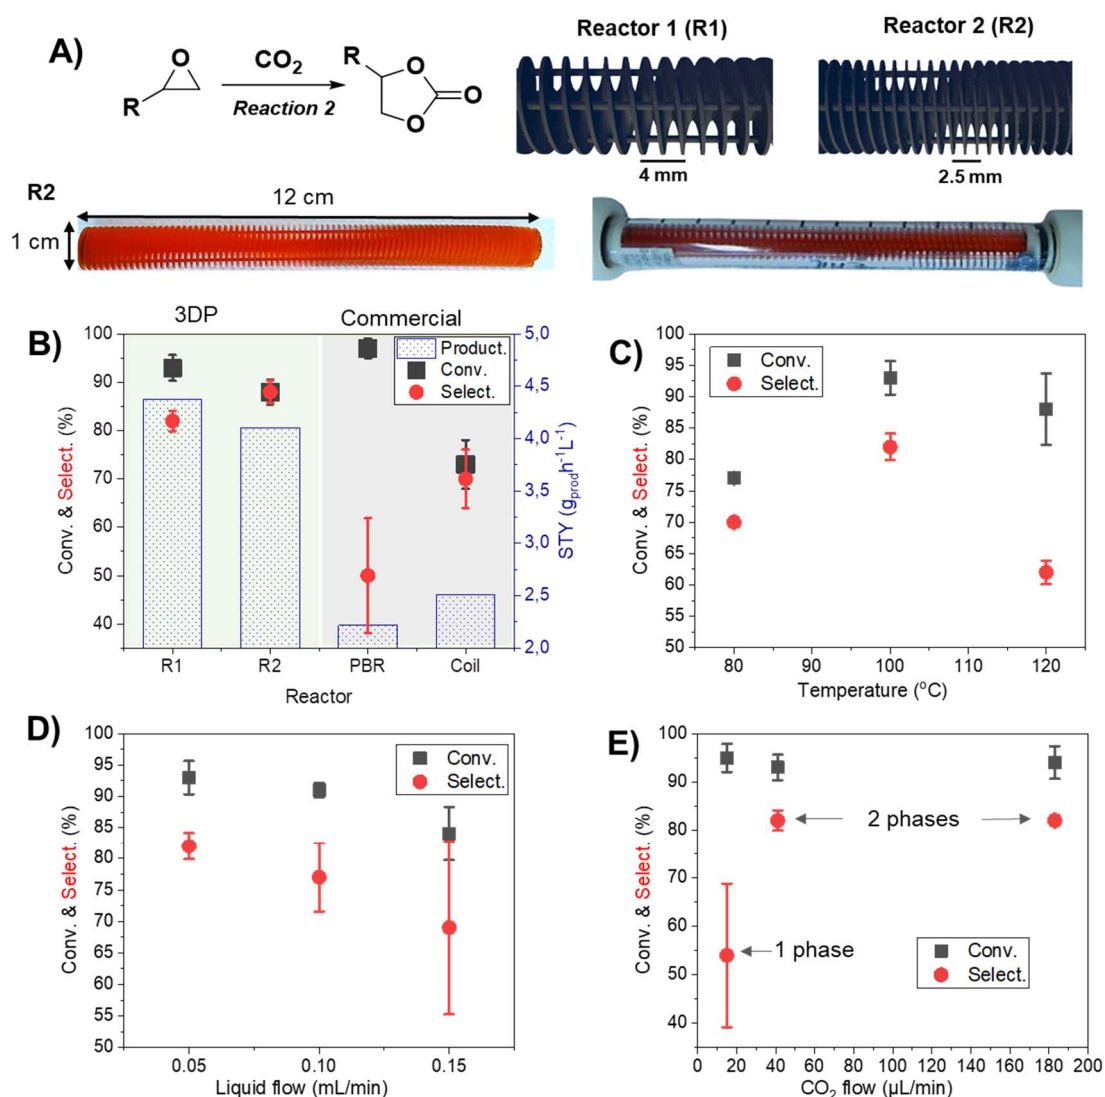 A)
R
O
CO2
Reaction 2
R
O
O
O
Reactor 1 (R1)
4 mm
Reactor 2 (R2)
2.5 mm
R2
12 cm
1 cm
B)
3DP
Commercial
Product.
Conv.
Select.
Conv. & Select. (%)
100
90
80
70
60
50
40
5,0
4,5
4,0
3,5
3,0
2,5
2,0
STY (gprodh-1L-1)
R1
R2
PBR
Coil
Reactor
C)
Conv.
Select.
Conv. & Select. (%)
100
95
90
85
80
75
70
65
60
55
50
80
90
100
110
120
Temperature (oC)
D)
Conv.
Select.
Conv. & Select. (%)
100
95
90
85
80
75
70
65
60
55
50
0.05
0.10
0.15
Liquid flow (mL/min)
E)
Conv. & Select. (%)
100
90
80
70
60
50
40
2 phases
1 phase
Conv.
Select.
0
20
40
60
80
100
120
140
160
180
200
CO2 flow (µL/min)